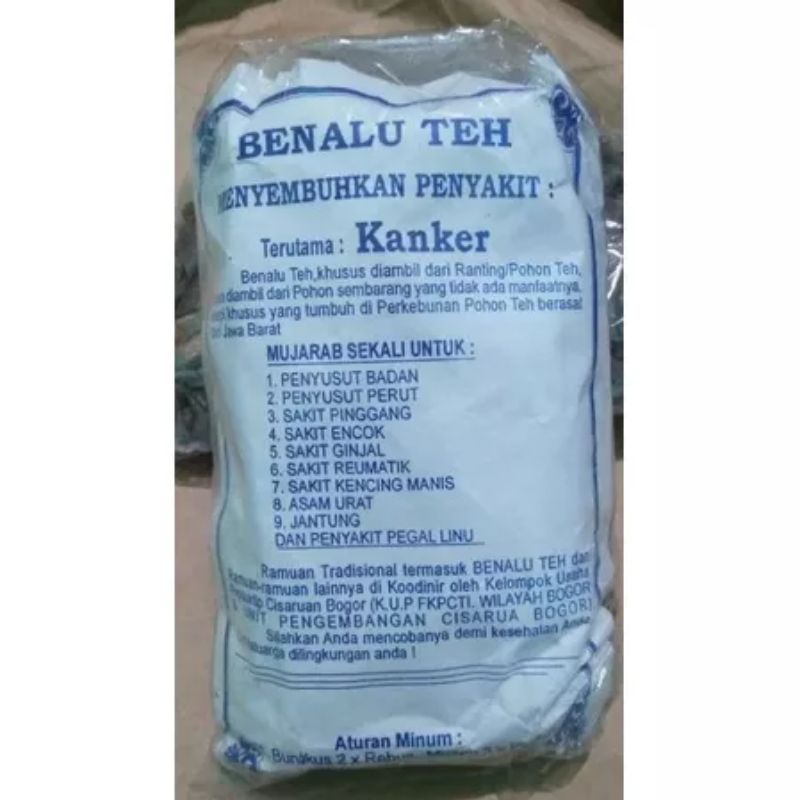 BENALU TEH
MENYEMBUHKAN PENYAKIT :
Terutama : Kanker
Benalu Teh,khusus diambil dari Ranting/Pohon Teh,
diambil dari Pohon sembarang yang tidak ada manfaatnya,
khusus yang tumbuh di Perkebunan Pohon Teh berasat
Jawa Barat
MUJARAB SEKALI UNTUK :
1. PENYUSUT BADAN
2. PENYUSUT PERUT
3. SAKIT PINGGANG
4. SAKIT ENCOK
5. SAKIT GINJAL
6. SAKIT REUMATIK
7. SAKIT KENCING MANIS
8. ASAM URAT
9. JANTUNG
DAN PENYAKIT PEGAL LINU
Ramuan Tradisional termasuk BENALU TEH dan
Ramuan-ramuan lainnya di Koodinir oleh Kelompok Usaha
Cisaruan Bogor (K.U.P FKPCTI. WILAYAH BOGOR
UNIT PENGEMBANGAN CISARUA BOGOR)
Silahkan Anda mencobanya demi kesehatan Anda
dilingkungan anda !
Aturan Minum :
2 x